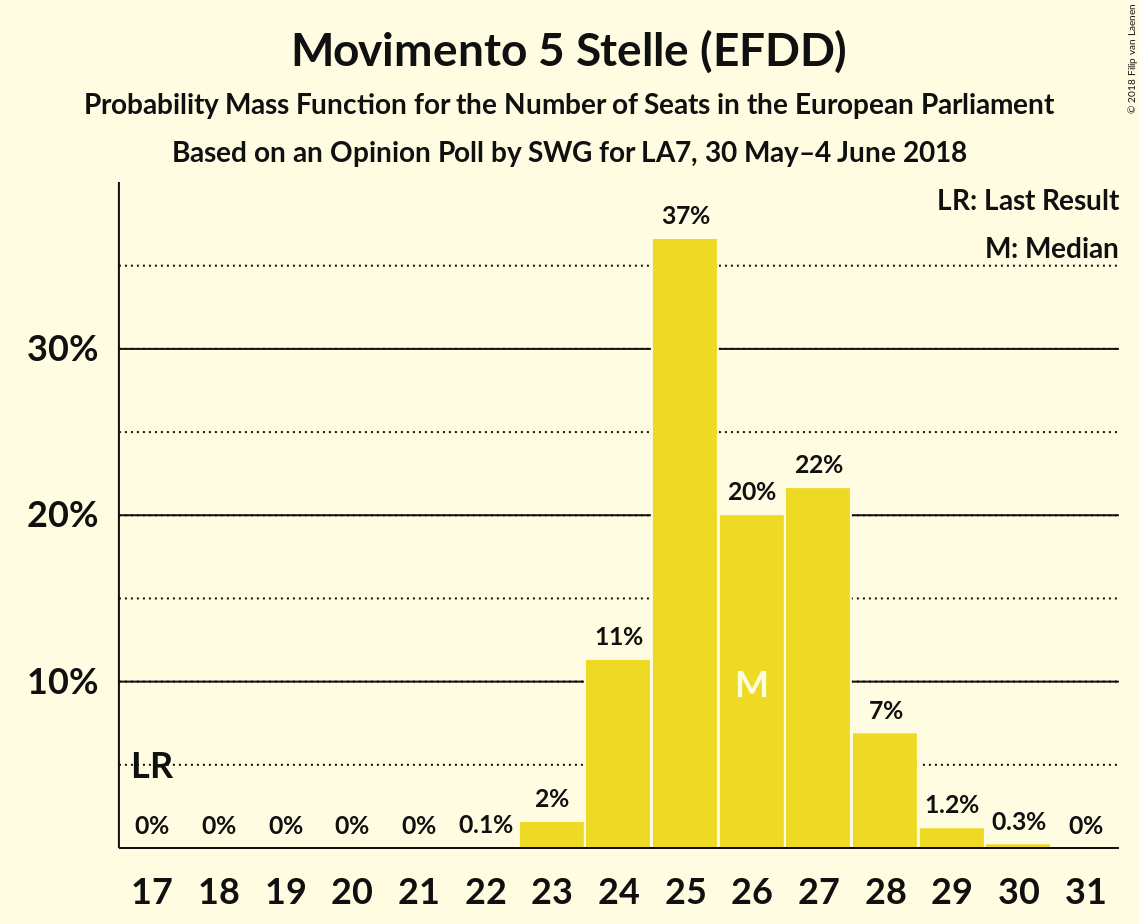 Movimento 5 Stelle (EFDD)
Probability Mass Function for the Number of Seats in the European Parliament
Based on an Opinion Poll by SWG for LA7, 30 May–4 June 2018
© 2018 Filip van Laenen
LR: Last Result
M: Median
37%
30%
22%
20%
20%
11%
10%
M
7%
LR
2%
1.2%
0% 0% 0% 0% 0% 0.1% 0.3% 0%
17 18 19 20 21 22 23 24 25 26 27 28 29 30 31